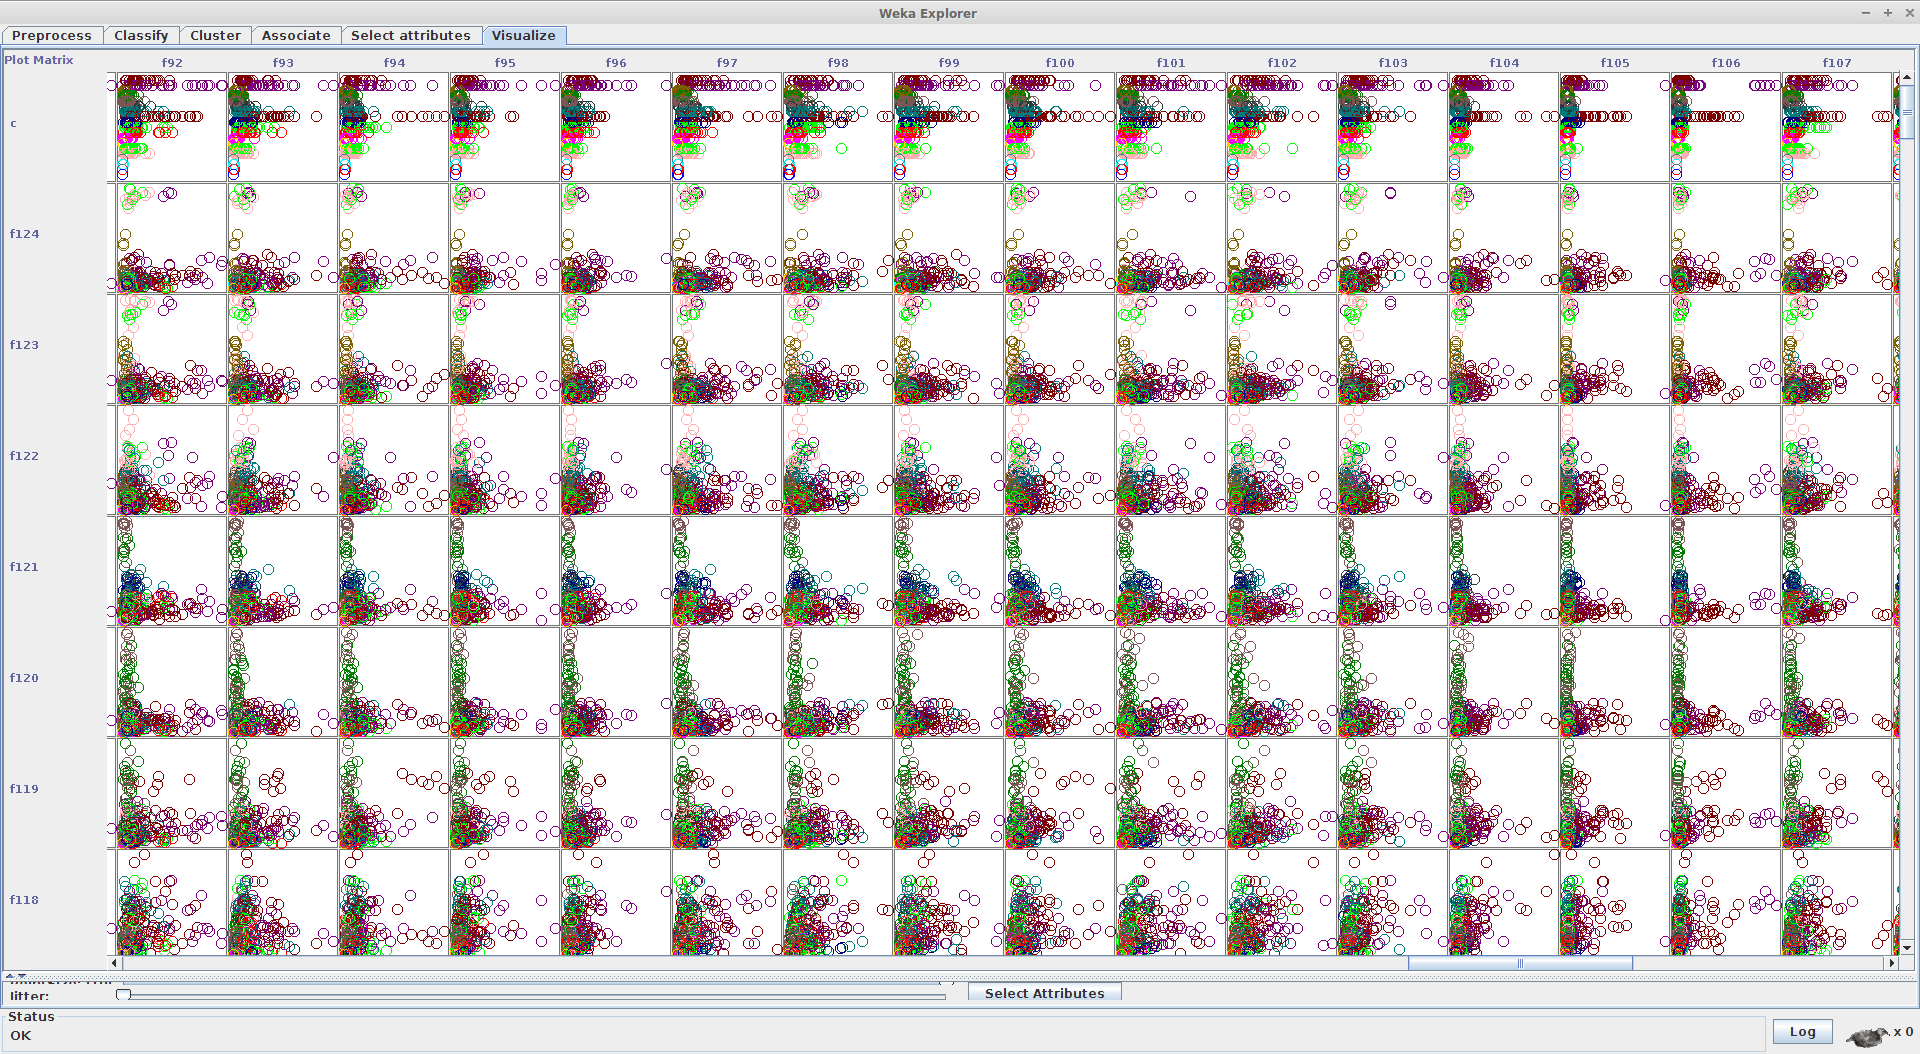 Weka Explorer
Preprocess Classify Cluster Associate Select attributes Visualize
Plot Matrix f92 f93 f94 f95 f96 f97 f98 f99 f100 f101 f102 f103 f104 f105 f106 f107
c
f124
f123
f122
f121
f120
f119
f118
Jitter: Select Attributes
Status
OK Log x 0